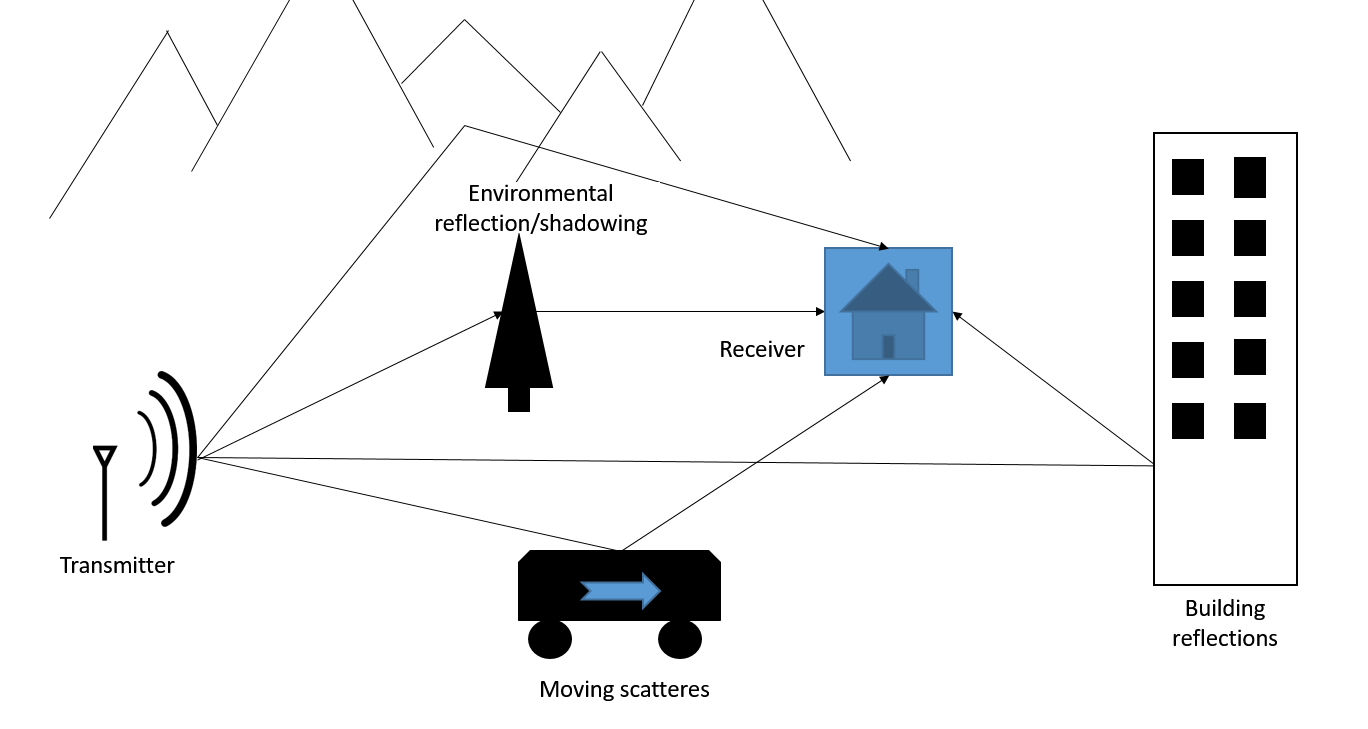 Environmental
reflection/shadowing
Receiver
Transmitter
Building
reflections
Moving scatteres